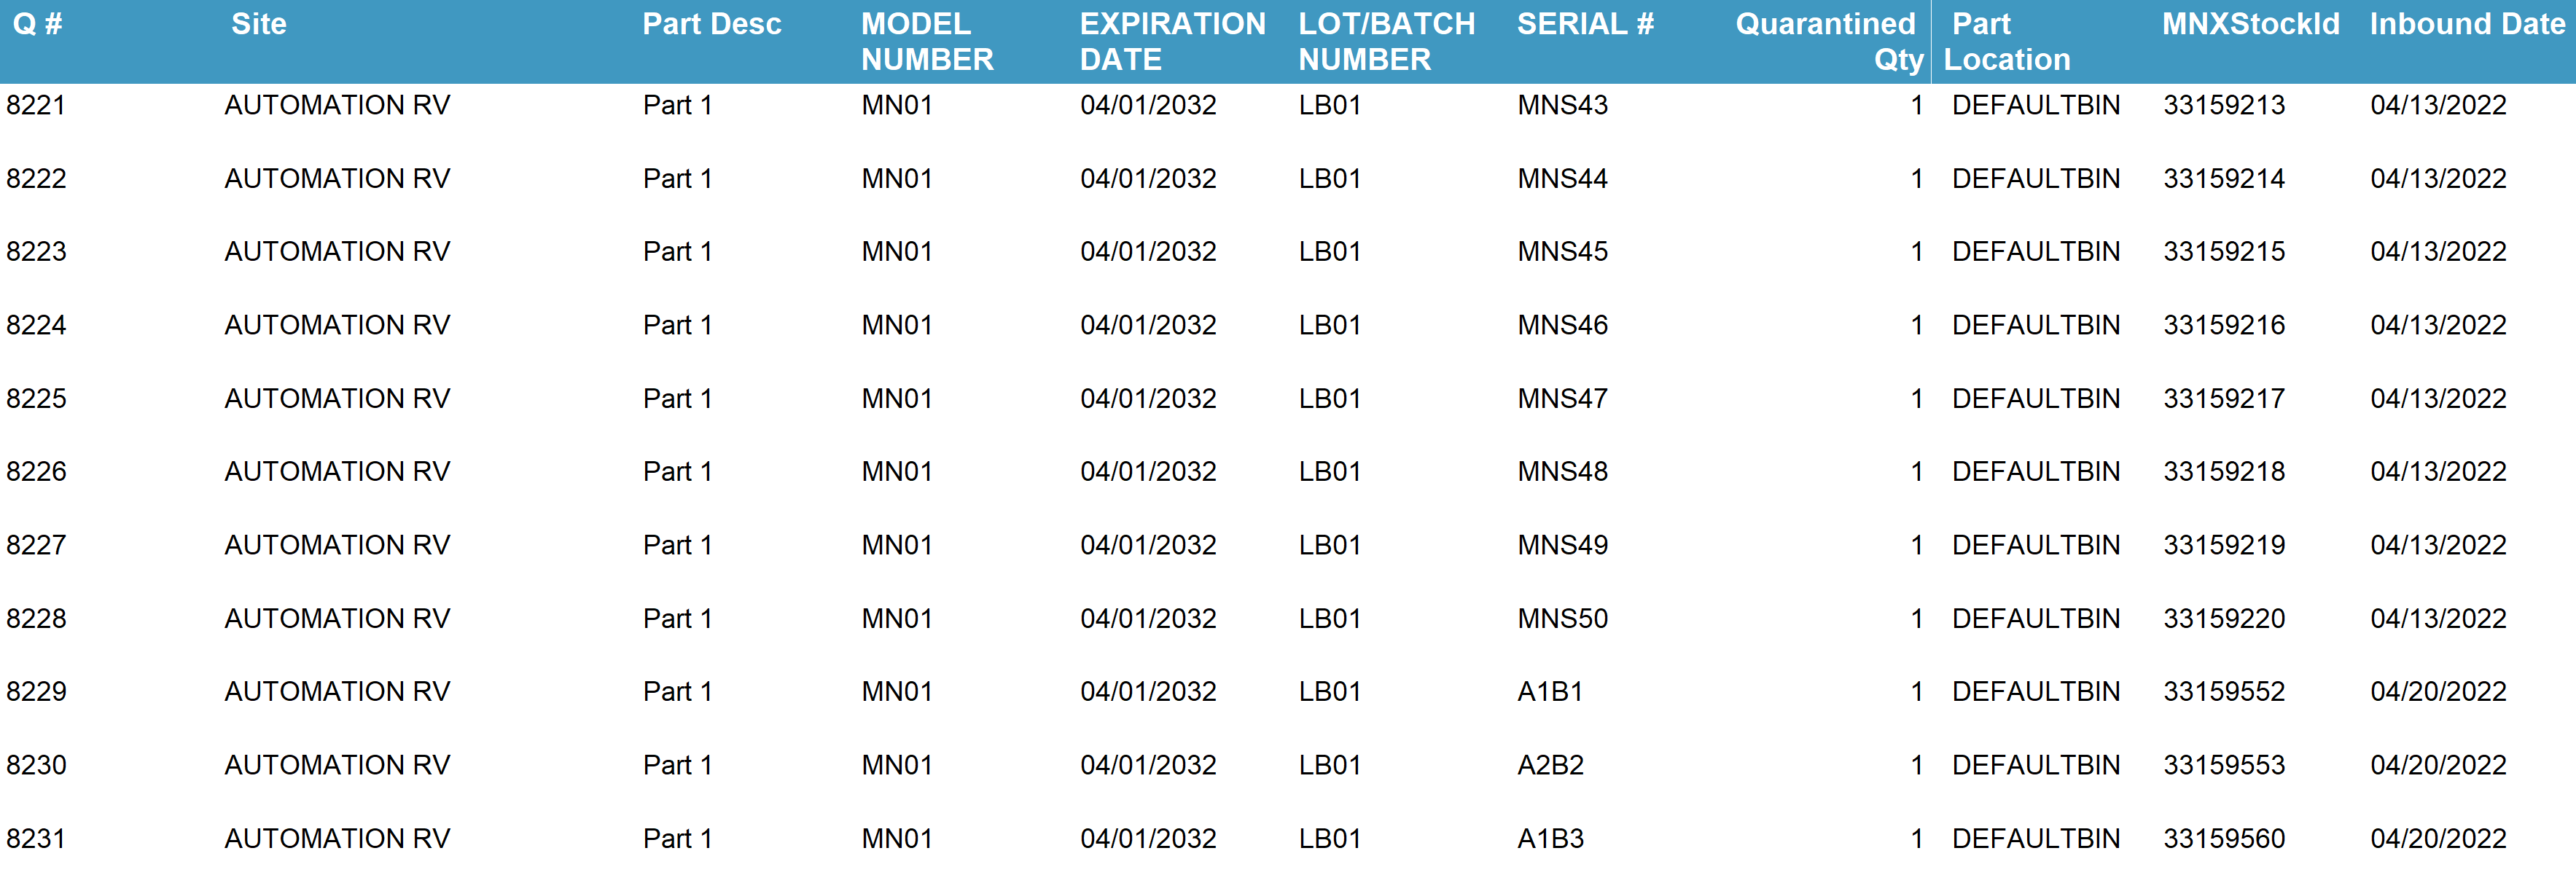 Q # Site Part Desc MODEL EXPIRATION LOT/BATCH SERIAL # Quarantined Part MNXStockId Inbound Date
NUMBER DATE NUMBER Qty Location
8221 AUTOMATION RV Part 1 MN01 04/01/2032 LB01 MNS43 1 DEFAULTBIN 33159213 04/13/2022
8222 AUTOMATION RV Part 1 MN01 04/01/2032 LB01 MNS44 1 DEFAULTBIN 33159214 04/13/2022
8223 AUTOMATION RV Part 1 MN01 04/01/2032 LB01 MNS45 1 DEFAULTBIN 33159215 04/13/2022
8224 AUTOMATION RV Part 1 MN01 04/01/2032 LB01 MNS46 1 DEFAULTBIN 33159216 04/13/2022
8225 AUTOMATION RV Part 1 MN01 04/01/2032 LB01 MNS47 1 DEFAULTBIN 33159217 04/13/2022
8226 AUTOMATION RV Part 1 MN01 04/01/2032 LB01 MNS48 1 DEFAULTBIN 33159218 04/13/2022
8227 AUTOMATION RV Part 1 MN01 04/01/2032 LB01 MNS49 1 DEFAULTBIN 33159219 04/13/2022
8228 AUTOMATION RV Part 1 MN01 04/01/2032 LB01 MNS50 1 DEFAULTBIN 33159220 04/13/2022
8229 AUTOMATION RV Part 1 MN01 04/01/2032 LB01 A1B1 1 DEFAULTBIN 33159552 04/20/2022
8230 AUTOMATION RV Part 1 MN01 04/01/2032 LB01 A2B2 1 DEFAULTBIN 33159553 04/20/2022
8231 AUTOMATION RV Part 1 MN01 04/01/2032 LB01 A1B3 1 DEFAULTBIN 33159560 04/20/2022